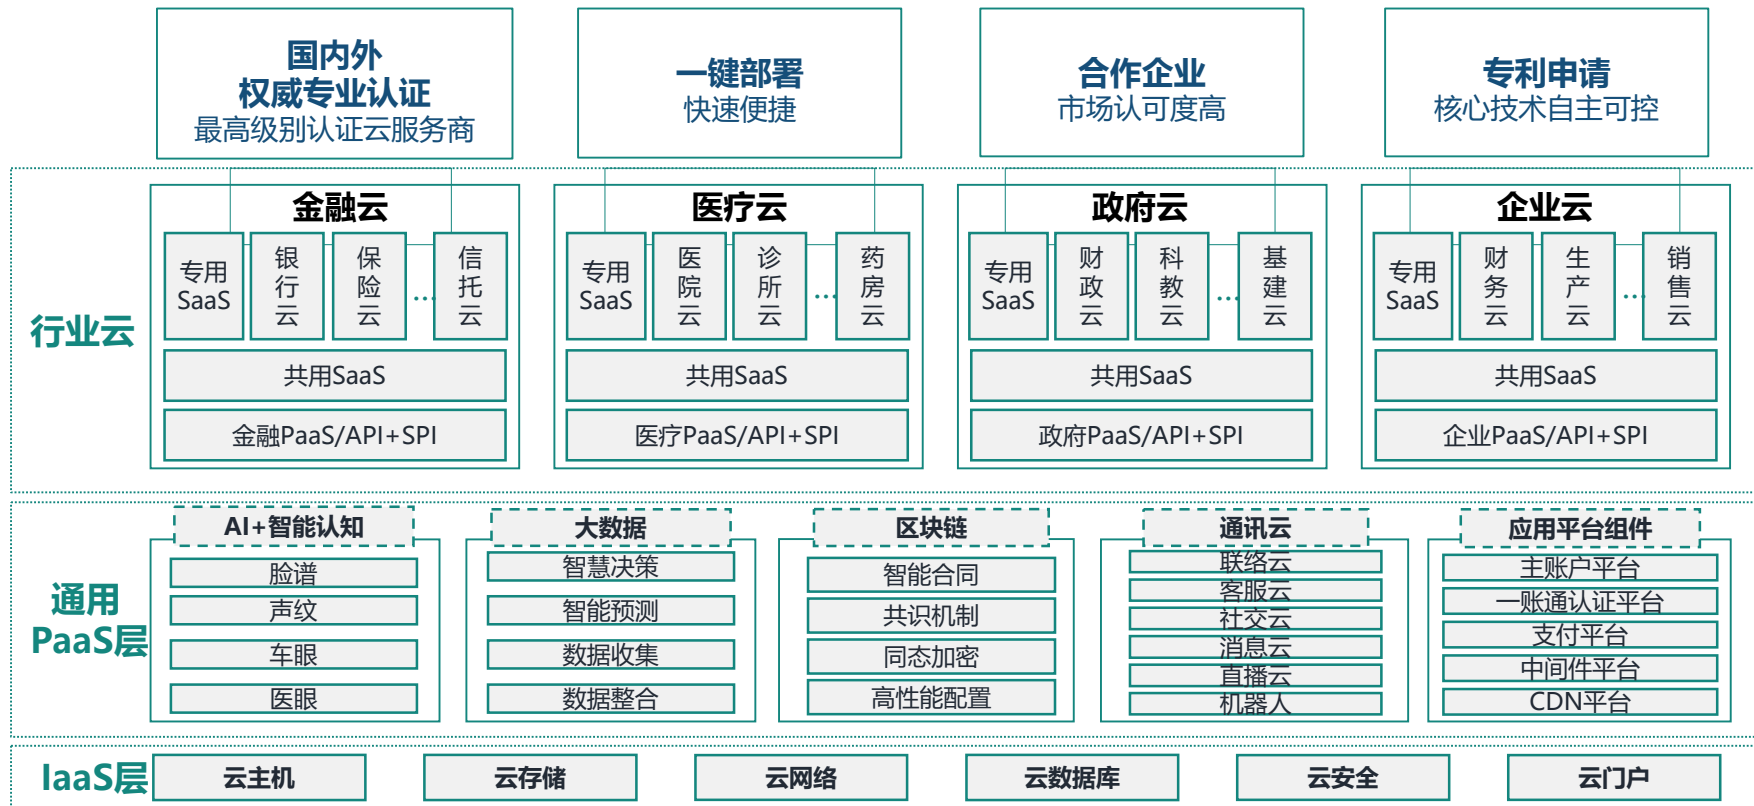 国内外
权威专业认证
最高级别认证云服务商
一键部署
快速便捷
合作企业
市场认可度高
专利申请
核心技术自主可控
行业云
金融云
专用
SaaS
银行云
保险云
...
信托云
共用SaaS
金融PaaS/API+SPI
医疗云
专用
SaaS
医院云
诊所云
...
药房云
共用SaaS
医疗PaaS/API+SPI
政府云
专用
SaaS
财政云
科教云
...
基建云
共用SaaS
政府PaaS/API+SPI
企业云
专用
SaaS
财务云
生产云
...
销售云
共用SaaS
企业PaaS/API+SPI
通用
PaaS层
AI+智能认知
脸谱
声纹
车眼
医眼
大数据
智慧决策
智能预测
数据收集
数据整合
区块链
智能合同
共识机制
同态加密
高性能配置
通讯云
联络云
客服云
社交云
消息云
直播云
机器人
应用平台组件
主账户平台
一账通认证平台
支付平台
中间件平台
CDN平台
IaaS层
云主机
云存储
云网络
云数据库
云安全
云门户